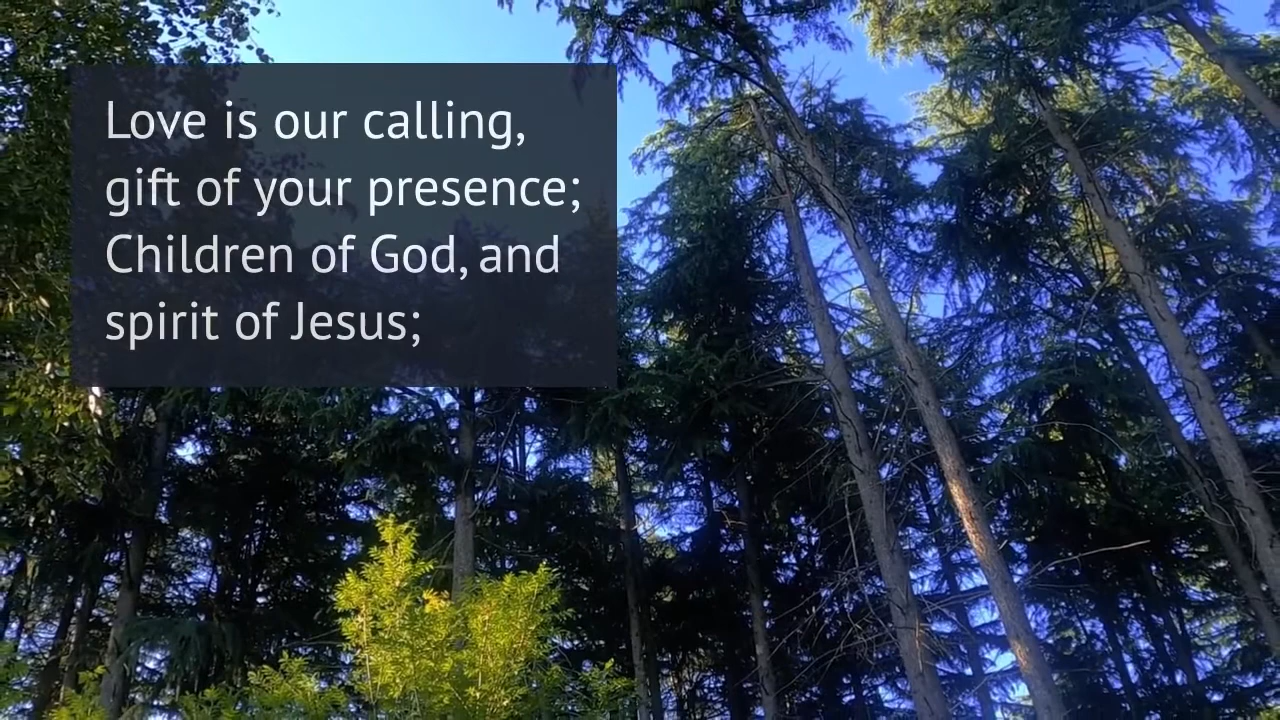 Love is our calling,
gift of your presence;
Children of God, and
spirit of Jesus;